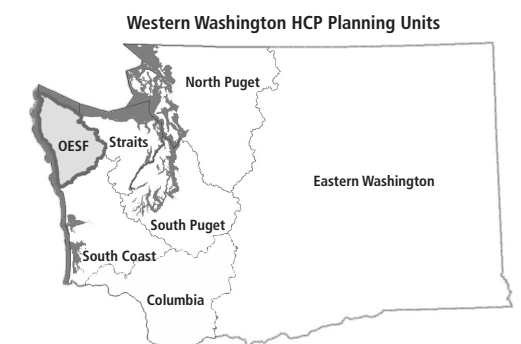 Western Washington HCP Planning Units
North Puget
OESF
Straits
Eastern Washington
South Puget
South Coast
Columbia